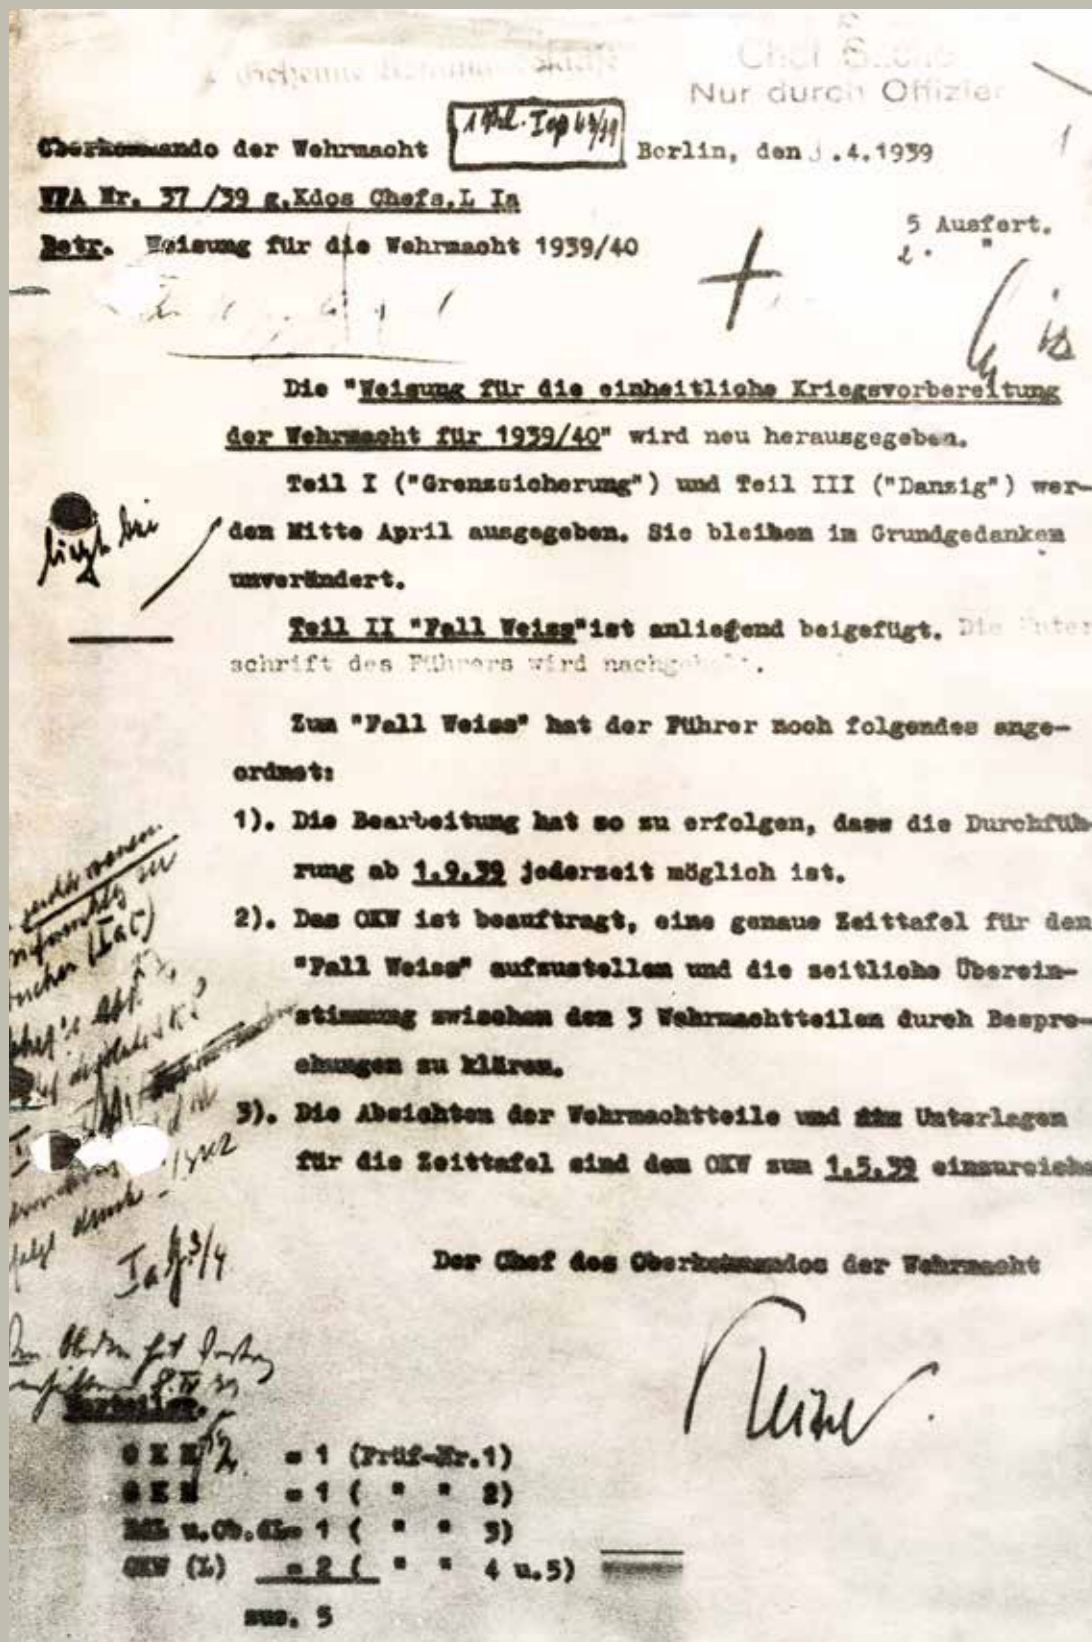 Geheime Kommandosache
Chef Sache
Nur durch Offizier
Oberkommando der Wehrmacht
Berlin, den .4.1939
WFA Nr. 37 /39 g.Kdos Chefs.L Ia
5 Ausfert.
2. "
Betr. Weisung für die Wehrmacht 1939/40
Die "Weisung für die einheitliche Kriegsvorbereitung
der Wehrmacht für 1939/40" wird neu herausgegeben.
Teil I ("Grenzsicherung") und Teil III ("Danzig") wer-
den Mitte April ausgegeben. Sie bleiben im Grundgedanken
unverändert.
liegt bei
Teil II "Fall Weiss"ist anliegend beigefügt. Die Unter
schrift des Führers wird nachgeholt.
Zum "Fall Weiss" hat der Führer noch folgendes ange-
ordnet:
1). Die Bearbeitung hat so zu erfolgen, dass die Durchfüh-
rung ab 1.9.39 jederzeit möglich ist.
2). Das OKW ist beauftragt, eine genaue Zeittafel für den
"Fall Weiss" aufzustellen und die zeitliche Überein-
stimmung zwischen den 3 Wehrmachtteilen durch Bespre-
chungen zu klären.
3). Die Absichten der Wehrmachtteile und Unterlagen
für die Zeittafel sind dem OKW zum 1.5.39 einzureiche
Der Chef des Oberkommandos der Wehrmacht
Ia 3/4
Keitel
Verteiler.
O K H = 1 (Prüf-Nr.1)
O K M = 1 ( " " 2)
RdL u.Ob.dL= 1 ( " " 3)
OKW (L) = 2 ( " " 4 u.5)
zus. 5